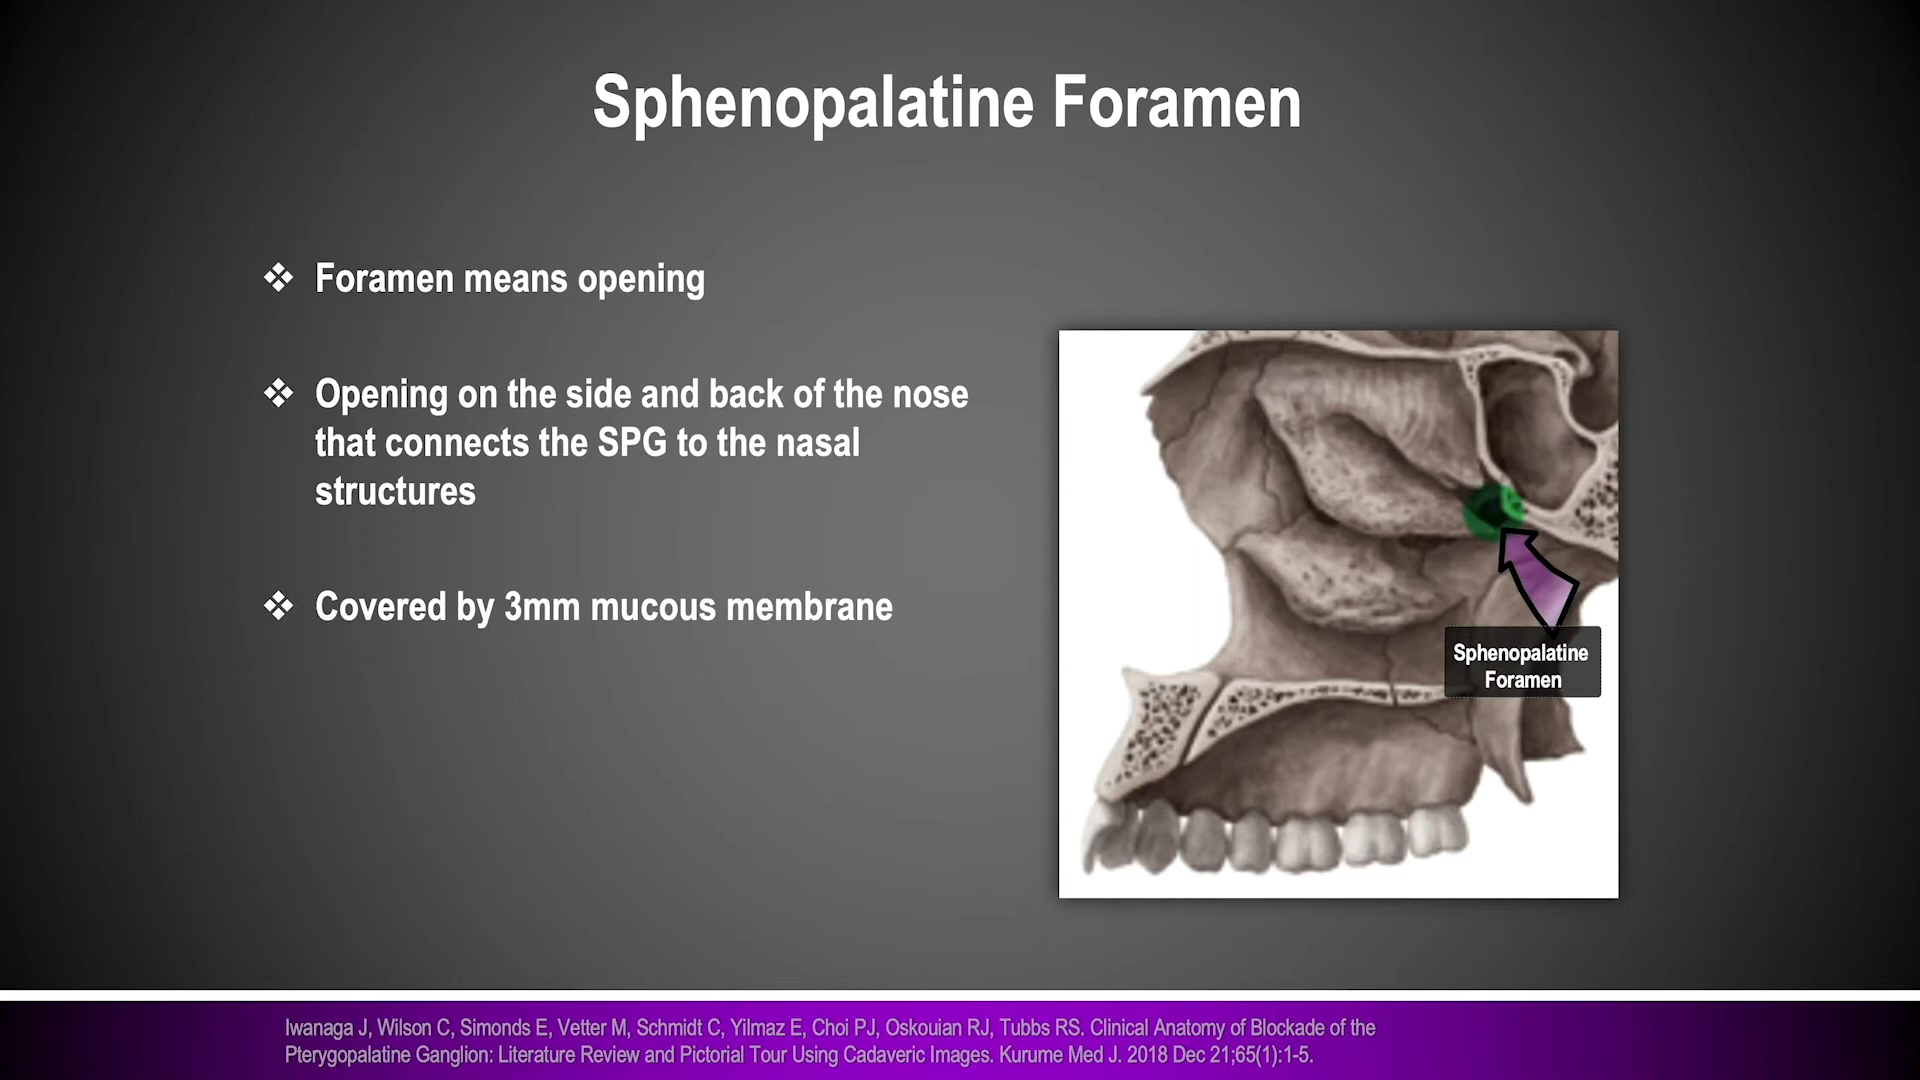 Sphenopalatine Foramen
❖ Foramen means opening
❖ Opening on the side and back of the nose
that connects the SPG to the nasal
structures
❖ Covered by 3mm mucous membrane
Sphenopalatine
Foramen
Iwanaga J, Wilson C, Simonds E, Vetter M, Schmidt C, Yilmaz E, Choi PJ, Oskouian RJ, Tubbs RS. Clinical Anatomy of Blockade of the
Pterygopalatine Ganglion: Literature Review and Pictorial Tour Using Cadaveric Images. Kurume Med J. 2018 Dec 21;65(1):1-5.